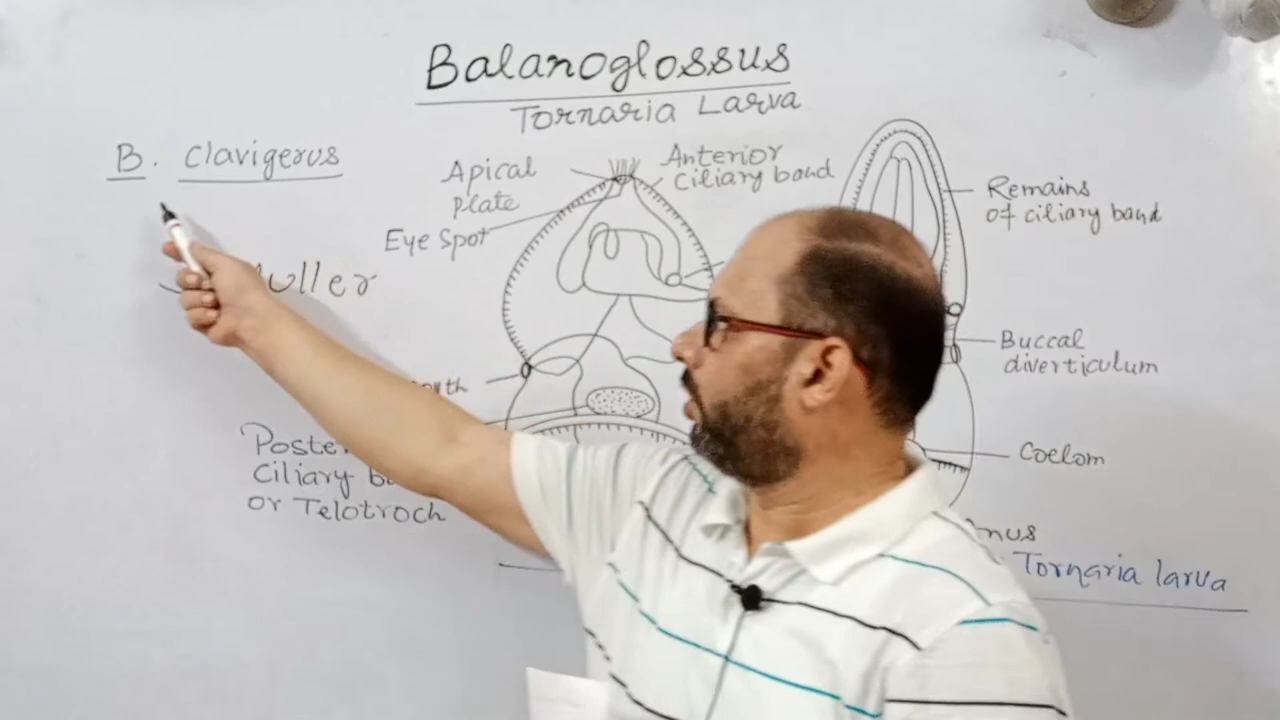 Balanoglossus
Tornaria Larva
B. Clavigerus
Apical
Plate
Anterior
Ciliary band
Eye Spot
Remains
of ciliary band
Buccal
diverticulum
Coelom
Ciliary
or Telotroch
Tornaria larva